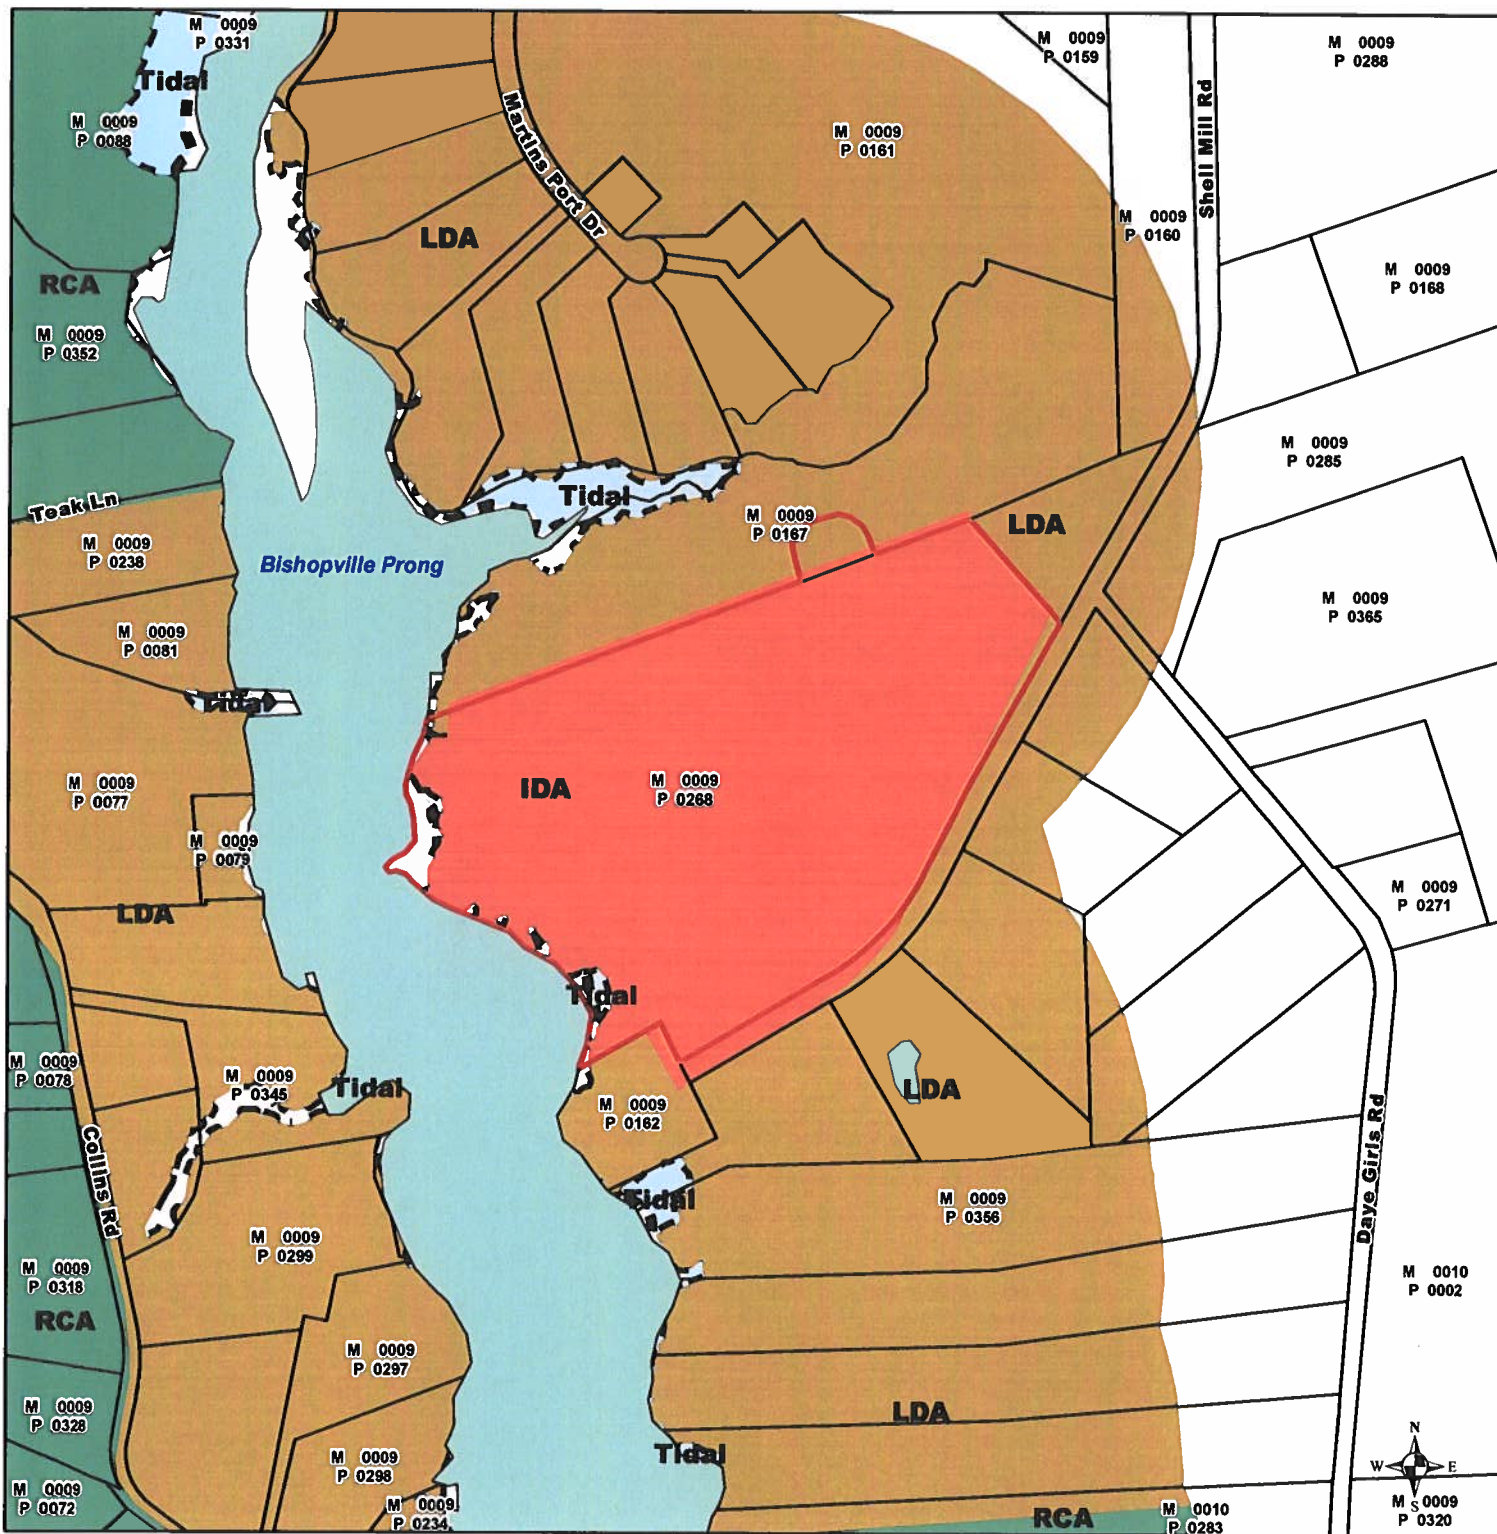 M 0009
P 0331
M 0009
P 0159
M 0009
P 0288
Tidal
M 0009
P 0088
Martins Port Dr
M 0009
P 0161
Shell Mill Rd
M 0009
P 0160
LDA
RCA
M 0009
P 0168
M 0009
P 0352
M 0009
P 0285
Teak Ln
Tidal
M 0009
P 0167
LDA
M 0009
P 0238
Bishopville Prong
M 0009
P 0365
M 0009
P 0081
Tidal
M 0009
P 0077
IDA
M 0009
P 0268
M 0009
P 0079
M 0009
P 0271
LDA
Tidal
M 0009
P 0078
M 0009
P 0345
Tidal
M 0009
P 0162
LDA
Collins Rd
Daye Girls Rd
Tidal
M 0009
P 0356
M 0009
P 0299
M 0009
P 0318
M 0010
P 0002
RCA
M 0009
P 0297
M 0009
P 0328
LDA
Tidal
M 0009
P 0298
N
W E
S
M 0009
P 0072
M 0009
P 0234
RCA
M 0010
P 0283
M 0009
P 0320